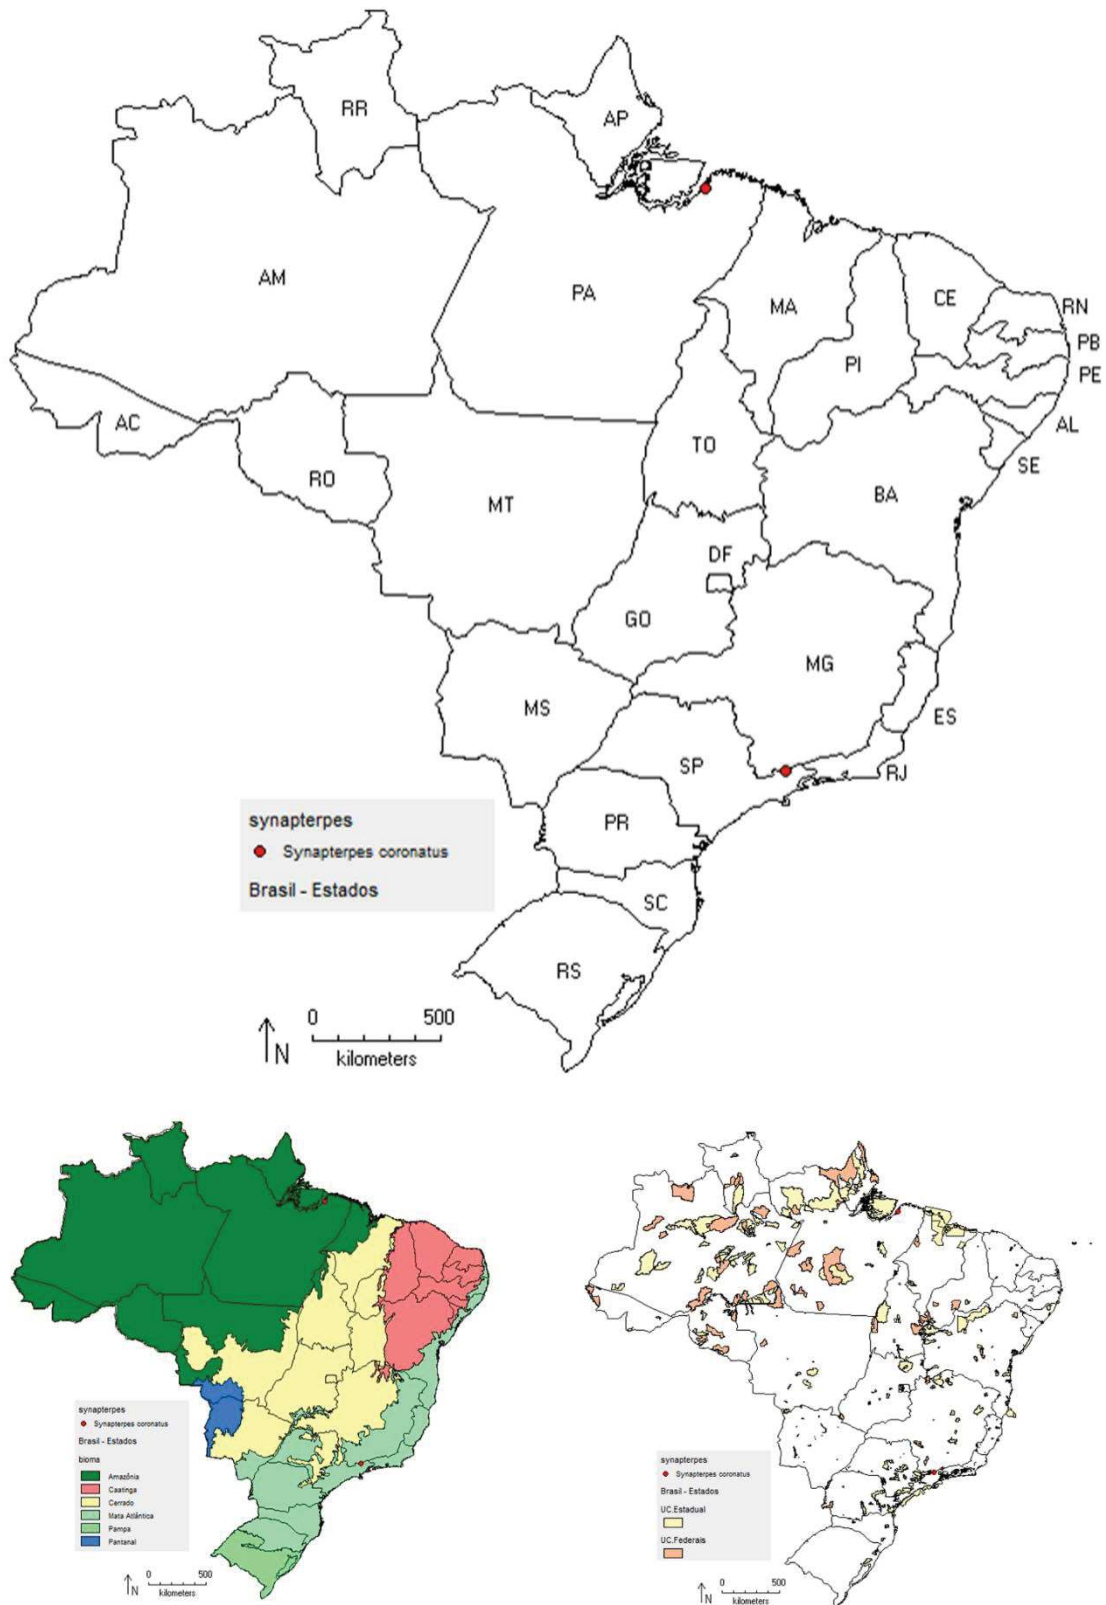 RR
AP
AM
PA
MA
CE
RN
PB
PI
PE
AC
AL
TO
SE
RO
BA
MT
DF
GO
MG
MS
ES
SP
RJ
synapterpes
Synapterpes coronatus
PR
Brasil - Estados
SC
RS
0 500
N
kilometers
synapterpes
Synapterpes coronatus
Brasil - Estados
bioma
Amazônia
Caatinga
Cerrado
Mata Atlântica
Pampa
Pantanal
0 500
N
kilometers
synapterpes
Synapterpes coronatus
Brasil - Estados
UC.Estadual
UC.Federais
0 500
N
kilometers